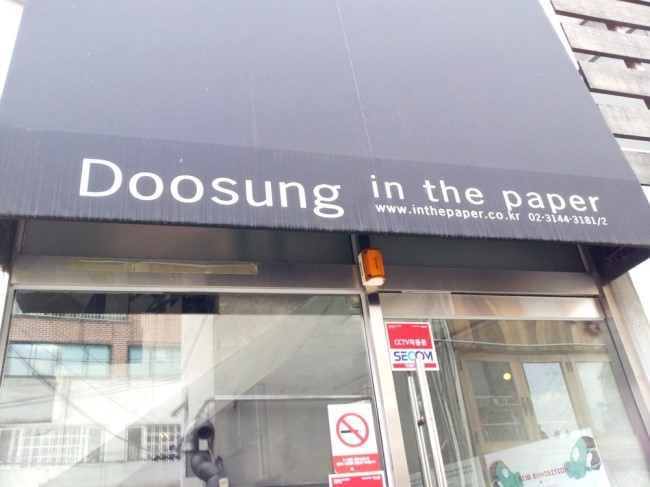 Doosung in the paper
www.inthepaper.co.kr 02-3144-3181/2
CCTV작동중
SECOM
EXHIBITION